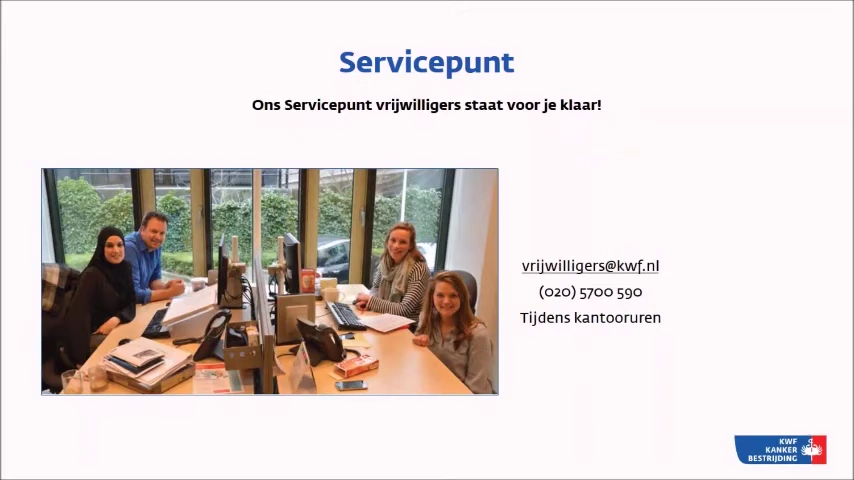 Servicepunt
Ons Servicepunt vrijwilligers staat voor je klaar!
vrijwilligers@kwf.nl
(020) 5700 590
Tijdens kantooruren
KWF
KANKER
BESTRIJDING